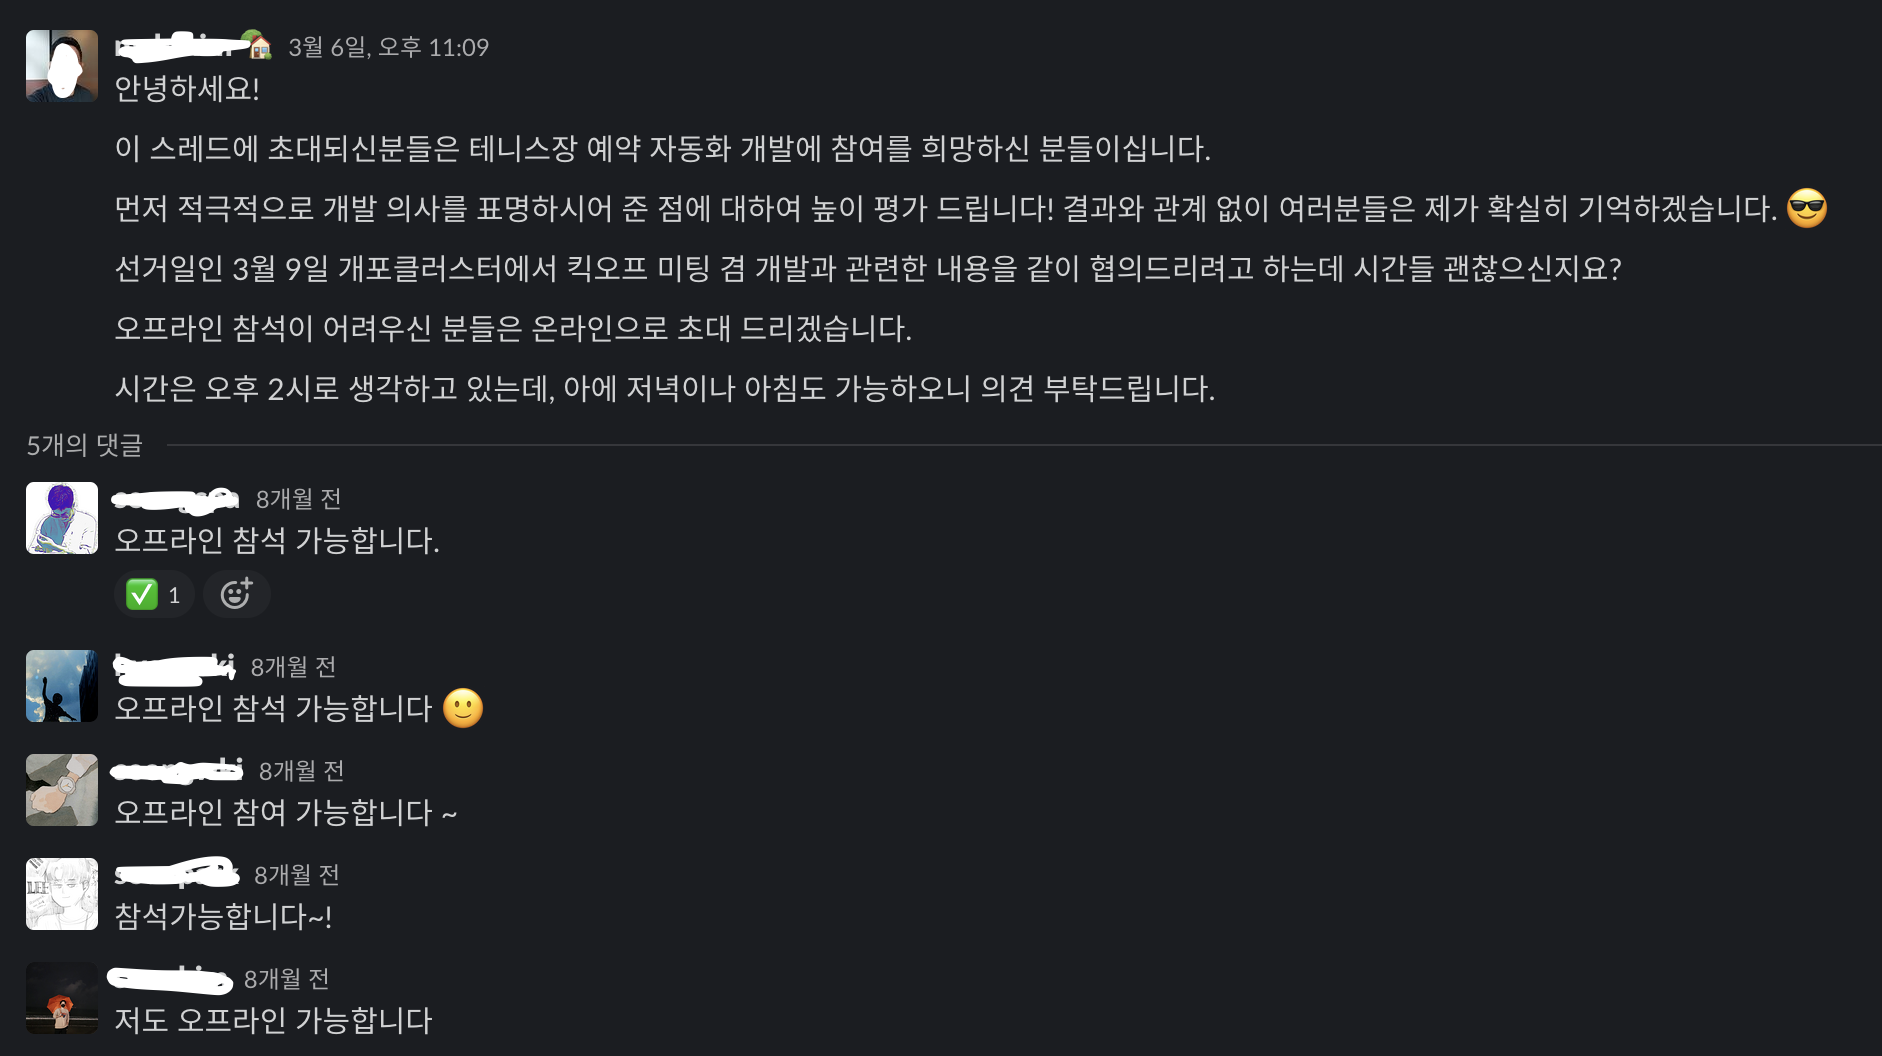 3월 6일, 오후 11:09
안녕하세요!
이 스레드에 초대되신분들은 테니스장 예약 자동화 개발에 참여를 희망하신 분들이십니다.
먼저 적극적으로 개발 의사를 표명하시어 준 점에 대하여 높이 평가 드립니다! 결과와 관계 없이 여러분들은 제가 확실히 기억하겠습니다. 😎
선거일인 3월 9일 개포클러스터에서 킥오프 미팅 겸 개발과 관련한 내용을 같이 협의드리려고 하는데 시간들 괜찮으신지요?
오프라인 참석이 어려우신 분들은 온라인으로 초대 드리겠습니다.
시간은 오후 2시로 생각하고 있는데, 아에 저녁이나 아침도 가능하오니 의견 부탁드립니다.
5개의 댓글
8개월 전
오프라인 참석 가능합니다.
✅ 1
8개월 전
오프라인 참석 가능합니다 🙂
8개월 전
오프라인 참여 가능합니다 ~
8개월 전
참석가능합니다~!
8개월 전
저도 오프라인 가능합니다